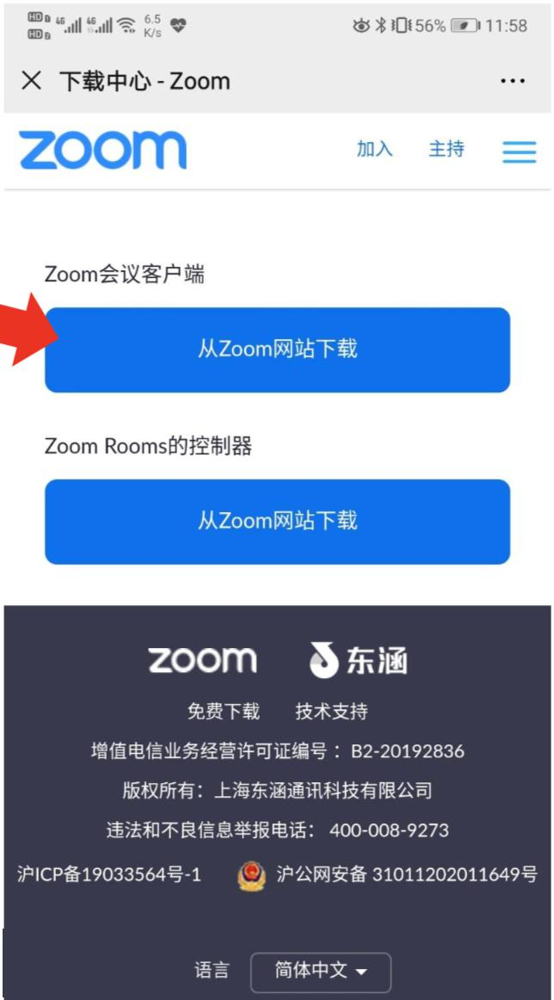 HD 46 46 6.5 K/s 56% 11:58
下载中心 - Zoom
zoom 加入 主持
Zoom会议客户端
从Zoom网站下载
Zoom Rooms的控制器
从Zoom网站下载
zoom 东涵
免费下载 技术支持
增值电信业务经营许可证编号： B2-20192836
版权所有：上海东涵通讯科技有限公司
违法和不良信息举报电话： 400-008-9273
沪ICP备19033564号-1 沪公网安备 31011202011649号
语言 简体中文